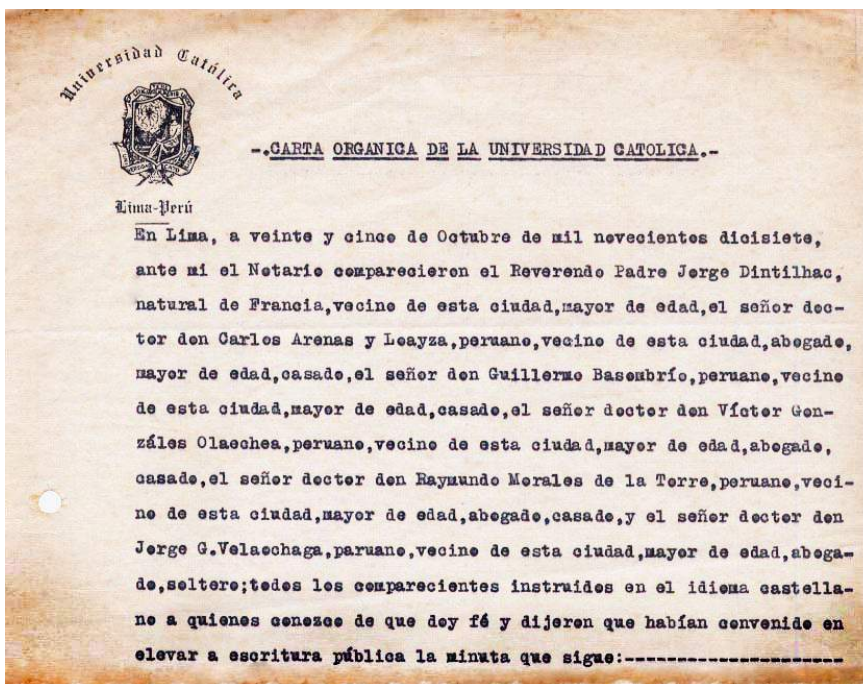 Universidad Católica
Lima-Perú
-.CARTA ORGANICA DE LA UNIVERSIDAD CATOLICA.-
En Lima, a veinte y cinco de Octubre de mil novecientos dicisiete,
ante mi el Notario comparecieron el Reverendo Padre Jorge Dintilhac,
natural de Francia,vecino de esta ciudad,mayor de edad,el señor doc-
tor don Carlos Arenas y Loayza,peruano,vecino de esta ciudad,abogado,
mayor de edad,casado,el señor don Guillermo Basombrío,peruano,vecino
de esta ciudad,mayor de edad,casado,el señor doctor don Víctor Gon-
záles Olaechea,peruano,vecino de esta ciudad,mayor de edad,abogado,
casado,el señor doctor don Raymundo Morales de la Torre,peruano,veci-
no de esta ciudad,mayor de edad,abogado,casado,y el señor doctor don
Jorge G.Velaochaga,paruano,vecino de esta ciudad,mayor de edad,aboga-
do,soltero;todos los comparecientes instruidos en el idioma castella-
no a quienes conozco de que doy fé y dijeron que habían convenido en
elevar a escritura pública la minuta que sigue:---------------------